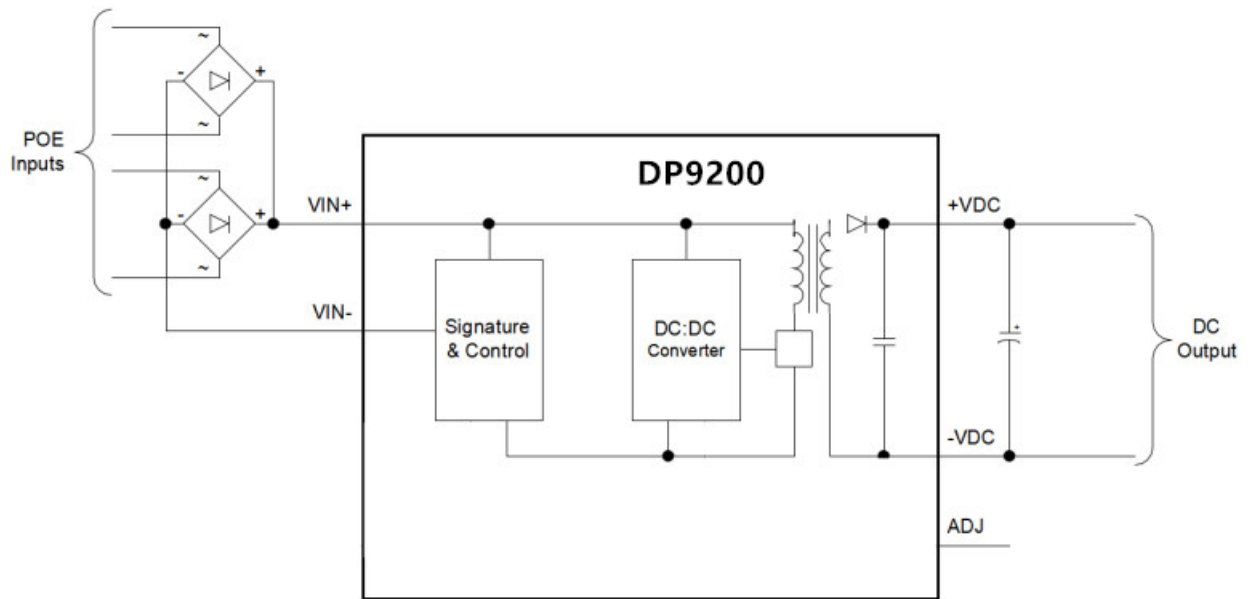 ~
- +
~
POE
Inputs
~
- +
~
DP9200
VIN+
VIN-
Signature
& Control
DC:DC
Converter
+VDC
+
DC
Output
-VDC
ADJ